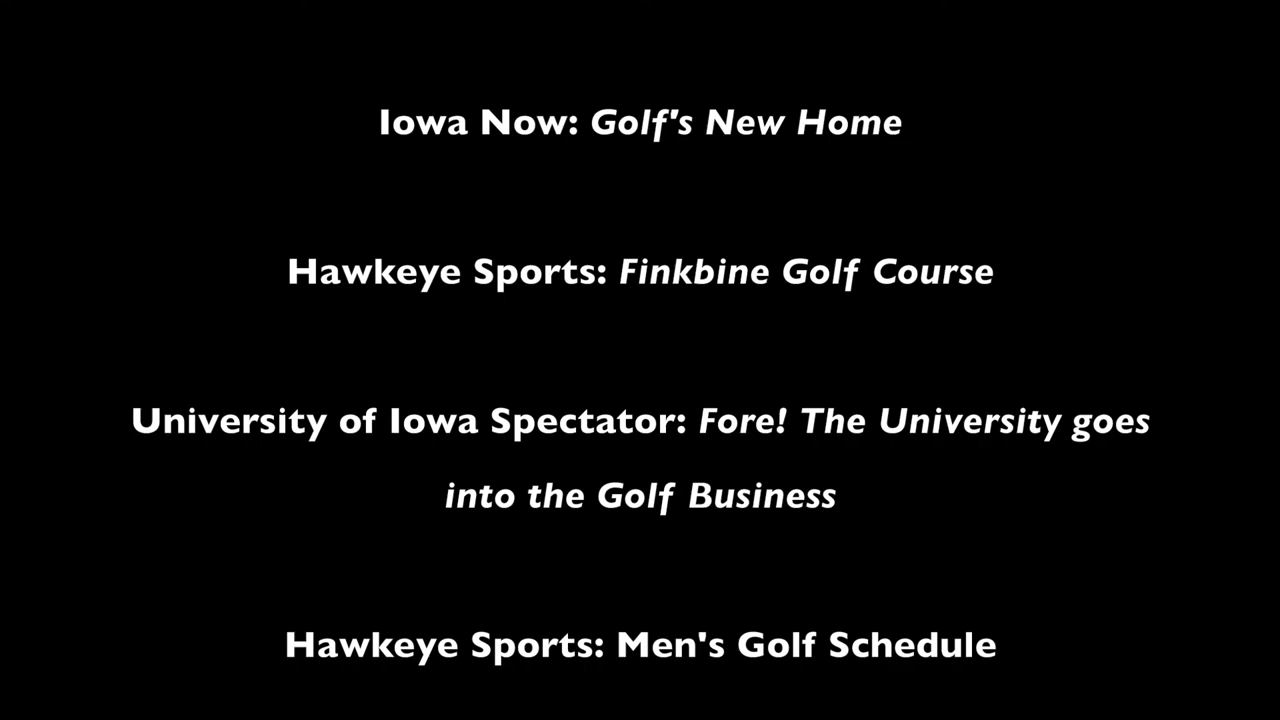 Iowa Now: Golf's New Home
Hawkeye Sports: Finkbine Golf Course
University of Iowa Spectator: Fore! The University goes
into the Golf Business
Hawkeye Sports: Men's Golf Schedule